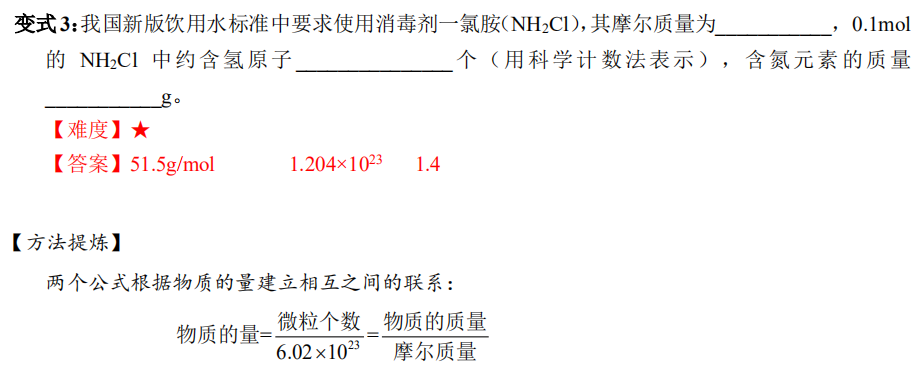 变式3:我国新版饮用水标准中要求使用消毒剂一氯胺(NH₂Cl),其摩尔质量为___________,0.1mol
的 NH₂Cl 中约含氢原子_______________个(用科学计数法表示),含氮元素的质量
___________g。
【难度】★
【答案】51.5g/mol 1.204×10²³ 1.4
【方法提炼】
两个公式根据物质的量建立相互之间的联系:
物质的量=微粒个数/6.02×10²³=物质的质量/摩尔质量